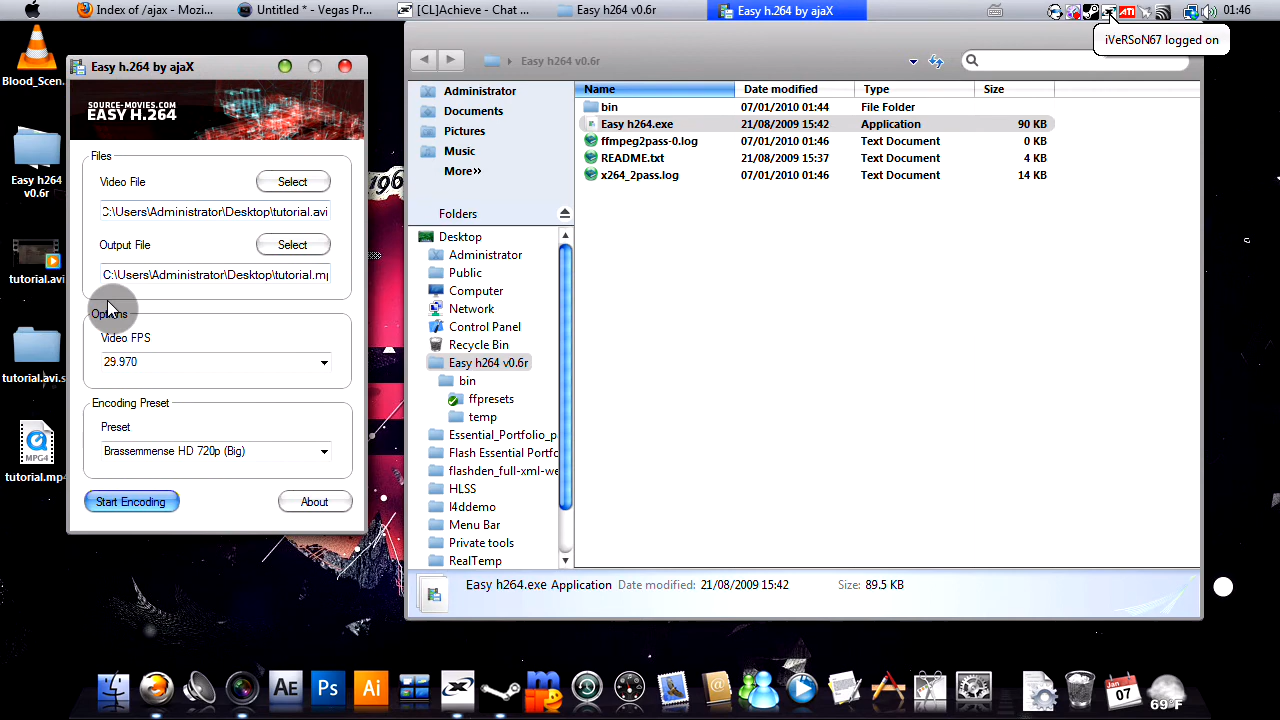 Index of /ajax - Mozill...
Untitled * - Vegas Pr...
[CL]Achieve - Chat ...
Easy h264 v0.6r
Easy h.264 by ajaX
ATI
01:46
iVeRSoN67 logged on
Blood_Scen.
Easy h264
v0.6r
tutorial.avi
tutorial.avi.s
MPG4
tutorial.mp4
196
Easy h.264 by ajaX
SOURCE-MOVIES.COM
EASY H.264
Files
Video File
Select
C:\Users\Administrator\Desktop\tutorial.avi
Output File
Select
C:\Users\Administrator\Desktop\tutorial.mp
Options
Video FPS
29.970
Encoding Preset
Preset
Brassemmense HD 720p (Big)
Start Encoding
About
Easy h264 v0.6r
Administrator
Documents
Pictures
Music
More»
Folders
Desktop
Administrator
Public
Computer
Network
Control Panel
Recycle Bin
Easy h264 v0.6r
bin
ffpresets
temp
Essential_Portfolio_p
Flash Essential Portfo
flashden_full-xml-we
HLSS
l4ddemo
Menu Bar
Private tools
RealTemp
Name Date modified Type Size
bin 07/01/2010 01:44 File Folder
Easy h264.exe 21/08/2009 15:42 Application 90 KB
ffmpeg2pass-0.log 07/01/2010 01:46 Text Document 0 KB
README.txt 21/08/2009 15:37 Text Document 4 KB
x264_2pass.log 07/01/2010 01:46 Text Document 14 KB
Easy h264.exe Application Date modified: 21/08/2009 15:42 Size: 89.5 KB
AE
Ps
Ai
Jan
07
69°F